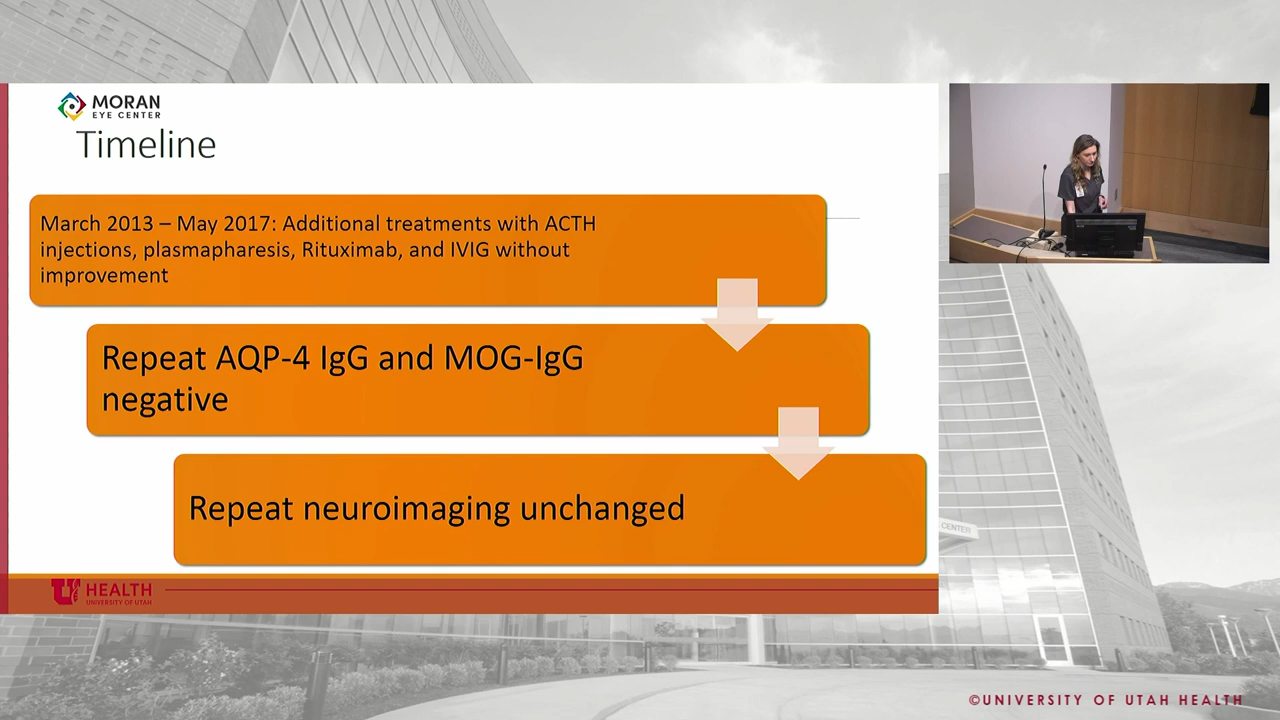 MORAN
EYE CENTER
Timeline
March 2013 – May 2017: Additional treatments with ACTH
injections, plasmapharesis, Rituximab, and IVIG without
improvement
Repeat AQP-4 IgG and MOG-IgG
negative
Repeat neuroimaging unchanged
CENTER
U HEALTH
UNIVERSITY OF UTAH
©UNIVERSITY OF UTAH HEALTH